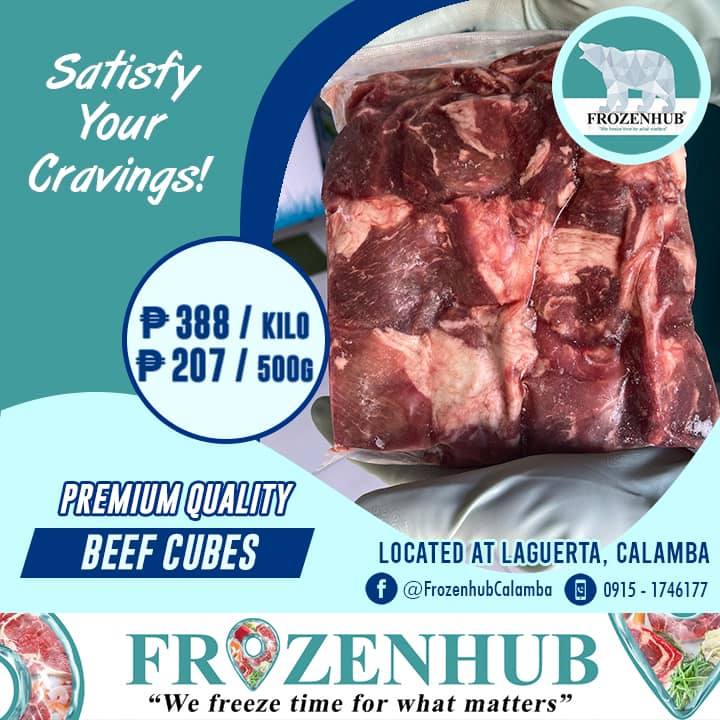 Satisfy
Your
Cravings!
FROZENHUB
"We freeze time for what matters"
₱ 388 / KILO
₱ 207 / 500G
PREMIUM QUALITY
BEEF CUBES
LOCATED AT LAGUERTA, CALAMBA
@FrozenhubCalamba 0915 - 1746177
FROZENHUB
"We freeze time for what matters"